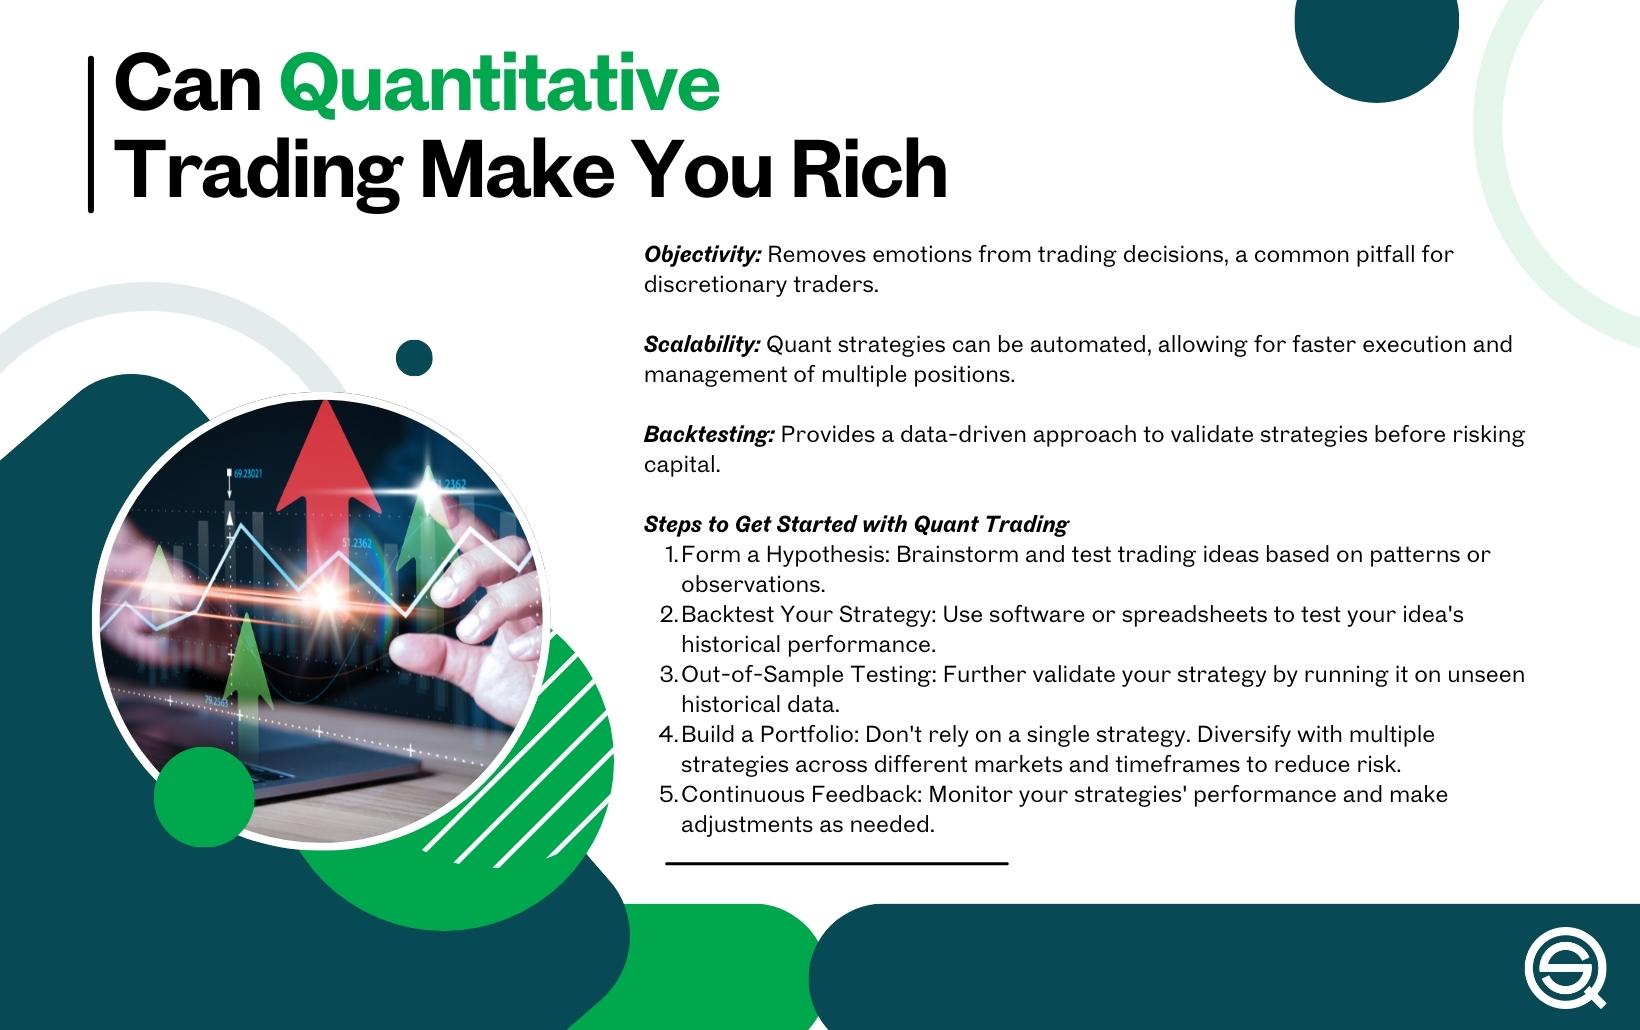 Can Quantitative
Trading Make You Rich
Objectivity: Removes emotions from trading decisions, a common pitfall for
discretionary traders.
Scalability: Quant strategies can be automated, allowing for faster execution and
management of multiple positions.
Backtesting: Provides a data-driven approach to validate strategies before risking
capital.
Steps to Get Started with Quant Trading
1. Form a Hypothesis: Brainstorm and test trading ideas based on patterns or
observations.
2. Backtest Your Strategy: Use software or spreadsheets to test your idea's
historical performance.
3. Out-of-Sample Testing: Further validate your strategy by running it on unseen
historical data.
4. Build a Portfolio: Don't rely on a single strategy. Diversify with multiple
strategies across different markets and timeframes to reduce risk.
5. Continuous Feedback: Monitor your strategies' performance and make
adjustments as needed.
69.23021
51.2362